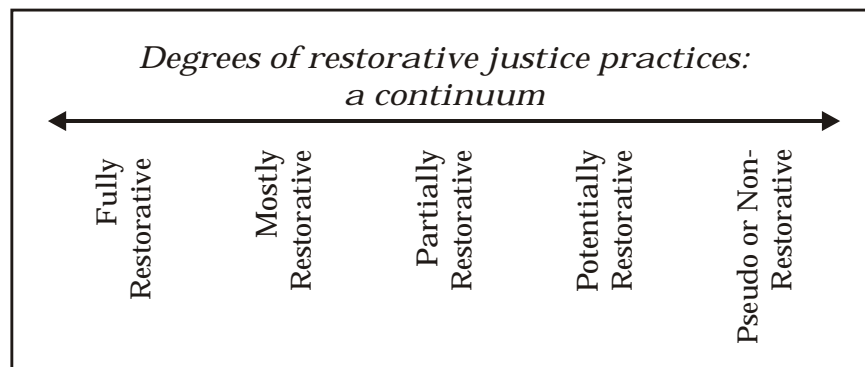 Degrees of restorative justice practices:
a continuum
Fully
Restorative
Mostly
Restorative
Partially
Restorative
Potentially
Restorative
Pseudo or Non-
Restorative